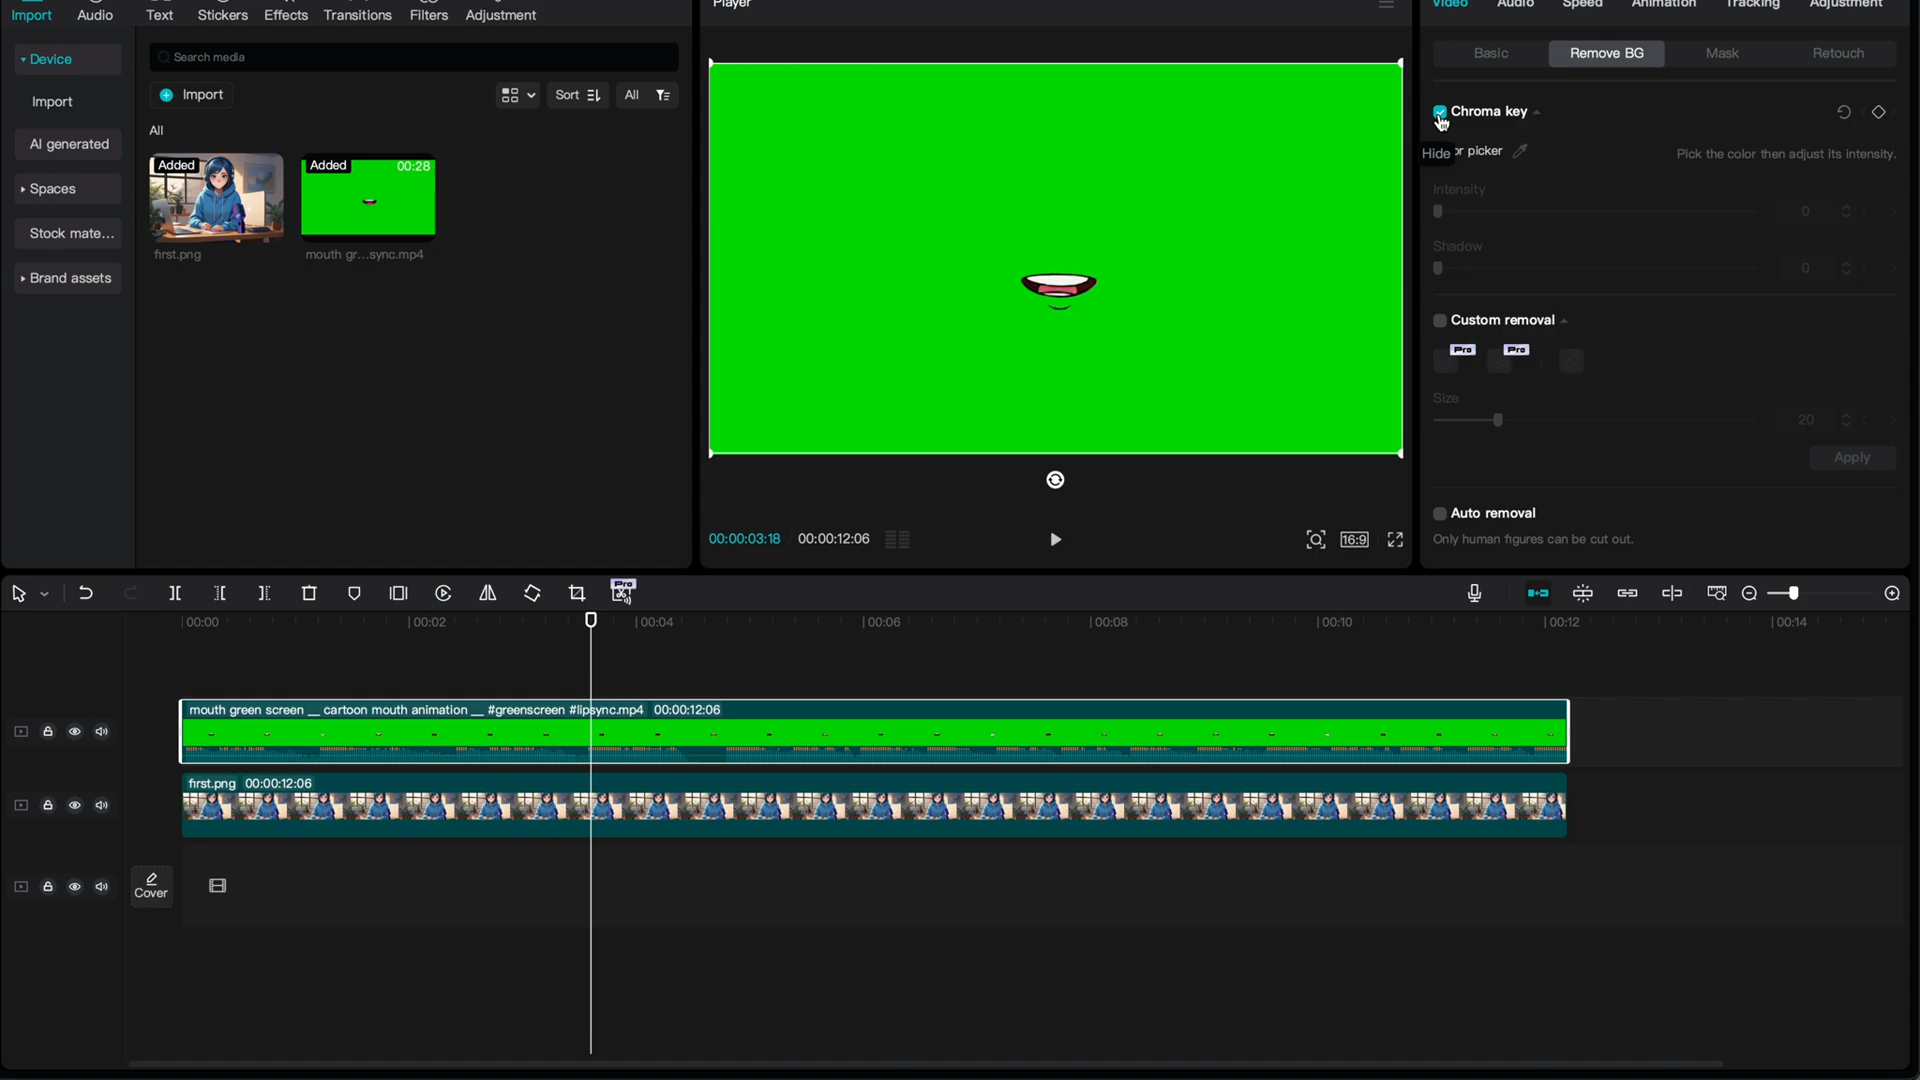 Import Audio Text Stickers Effects Transitions Filters Adjustment
Player
Video Audio Speed Animation Tracking Adjustment
Device
Import
AI generated
Spaces
Stock mate...
Brand assets
Search media
Import
Sort
All
All
Added
first.png
Added 00:28
mouth gr...sync.mp4
00:00:03:18 00:00:12:06
16:9
Basic Remove BG Mask Retouch
Chroma key
Hide
or picker
Pick the color then adjust its intensity.
Intensity
0
Shadow
0
Custom removal
Pro Pro
Size
20
Apply
Auto removal
Only human figures can be cut out.
Pro
00:00 00:02 00:04 00:06 00:08 00:10 00:12 00:14
mouth green screen __ cartoon mouth animation __ #greenscreen #lipsync.mp4 00:00:12:06
first.png 00:00:12:06
Cover